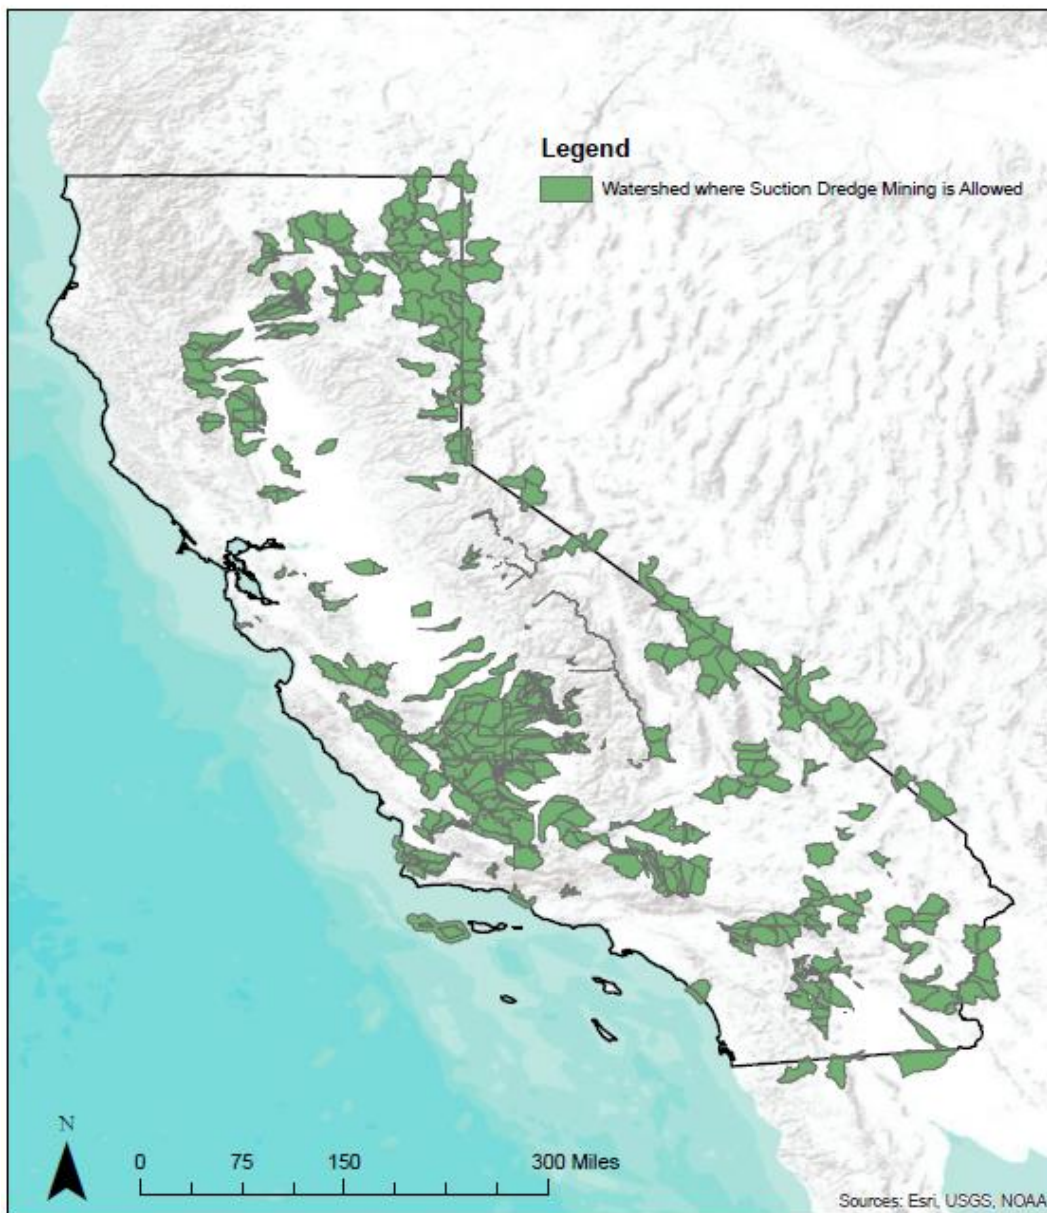 Legend
Watershed where Suction Dredge Mining is Allowed
N
0 75 150 300 Miles
Sources: Esri, USGS, NOAA